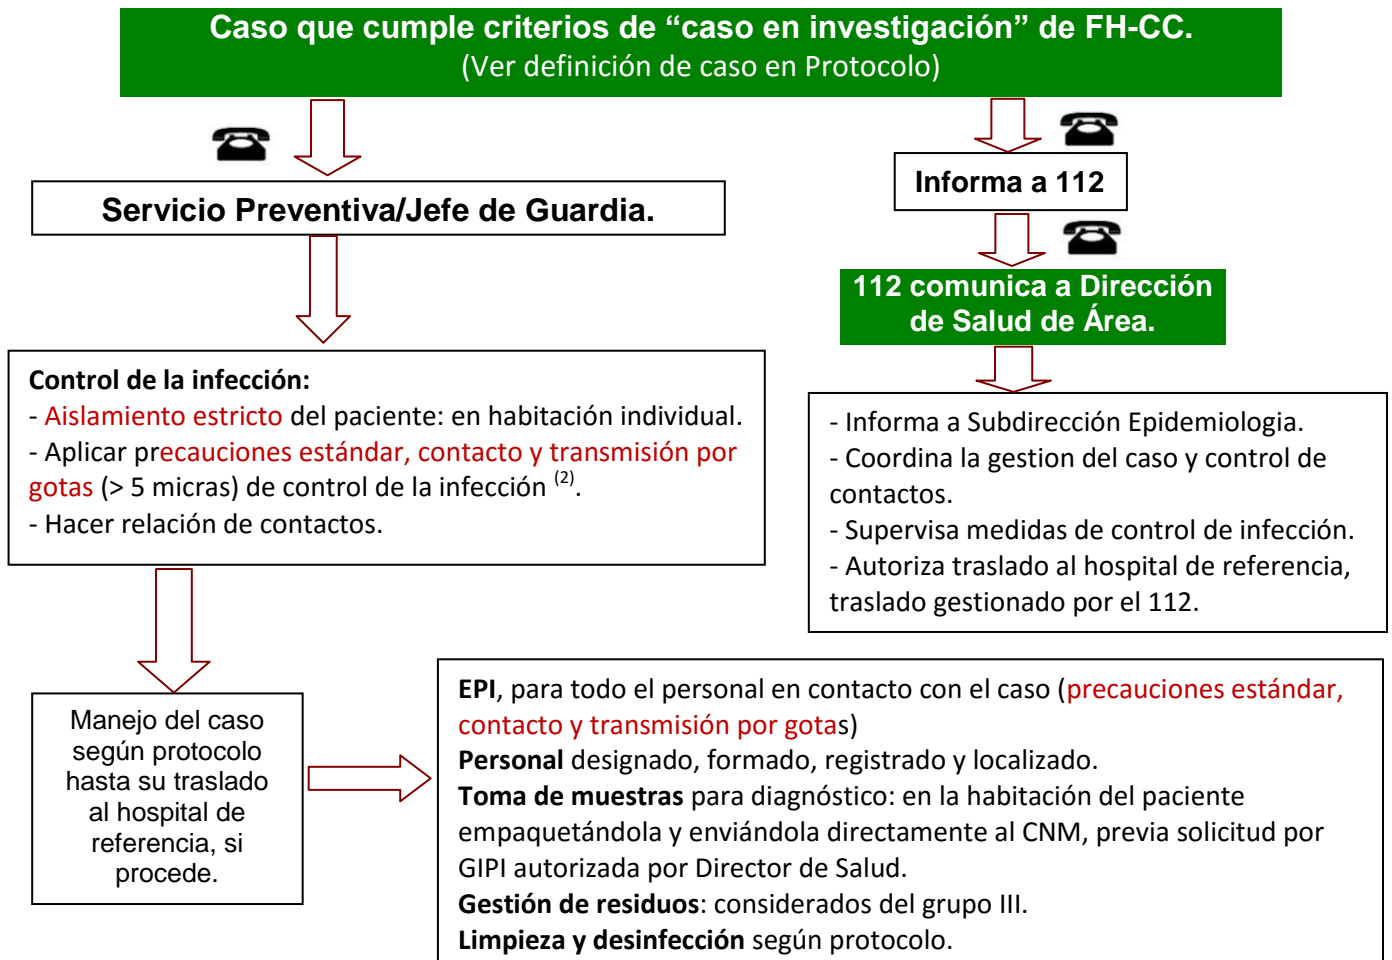 Caso que cumple criterios de “caso en investigación” de FH-CC.
(Ver definición de caso en Protocolo)
Servicio Preventiva/Jefe de Guardia.
Informa a 112
112 comunica a Dirección
de Salud de Área.
Control de la infección:
- Aislamiento estricto del paciente: en habitación individual.
- Aplicar precauciones estándar, contacto y transmisión por
gotas (> 5 micras) de control de la infección (2).
- Hacer relación de contactos.
- Informa a Subdirección Epidemiologia.
- Coordina la gestion del caso y control de
contactos.
- Supervisa medidas de control de infección.
- Autoriza traslado al hospital de referencia,
traslado gestionado por el 112.
Manejo del caso
según protocolo
hasta su traslado
al hospital de
referencia, si
procede.
EPI, para todo el personal en contacto con el caso (precauciones estándar,
contacto y transmisión por gotas)
Personal designado, formado, registrado y localizado.
Toma de muestras para diagnóstico: en la habitación del paciente
empaquetándola y enviándola directamente al CNM, previa solicitud por
GIPI autorizada por Director de Salud.
Gestión de residuos: considerados del grupo III.
Limpieza y desinfección según protocolo.